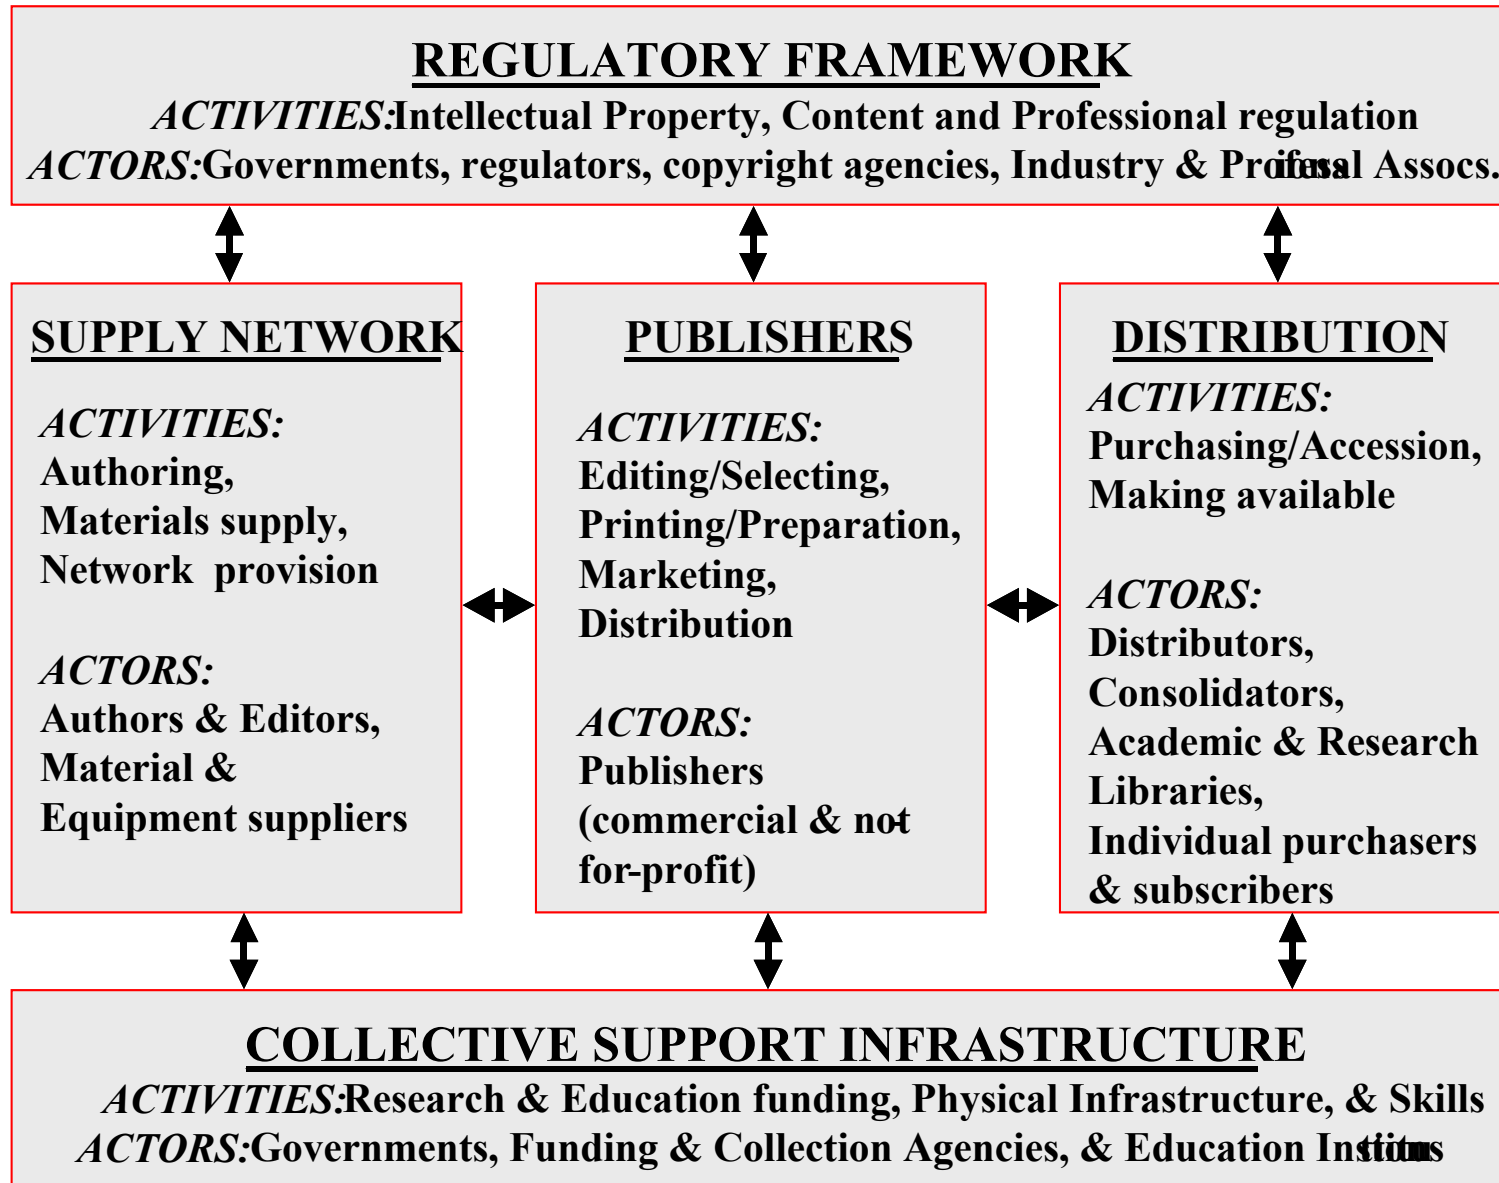 REGULATORY FRAMEWORK
ACTIVITIES:Intellectual Property, Content and Professional regulation
ACTORS:Governments, regulators, copyright agencies, Industry & Professional Assocs.
SUPPLY NETWORK
ACTIVITIES:
Authoring,
Materials supply,
Network provision
ACTORS:
Authors & Editors,
Material &
Equipment suppliers
PUBLISHERS
ACTIVITIES:
Editing/Selecting,
Printing/Preparation,
Marketing,
Distribution
ACTORS:
Publishers
(commercial & not-
for-profit)
DISTRIBUTION
ACTIVITIES:
Purchasing/Accession,
Making available
ACTORS:
Distributors,
Consolidators,
Academic & Research
Libraries,
Individual purchasers
& subscribers
COLLECTIVE SUPPORT INFRASTRUCTURE
ACTIVITIES:Research & Education funding, Physical Infrastructure, & Skills
ACTORS:Governments, Funding & Collection Agencies, & Education Institutions